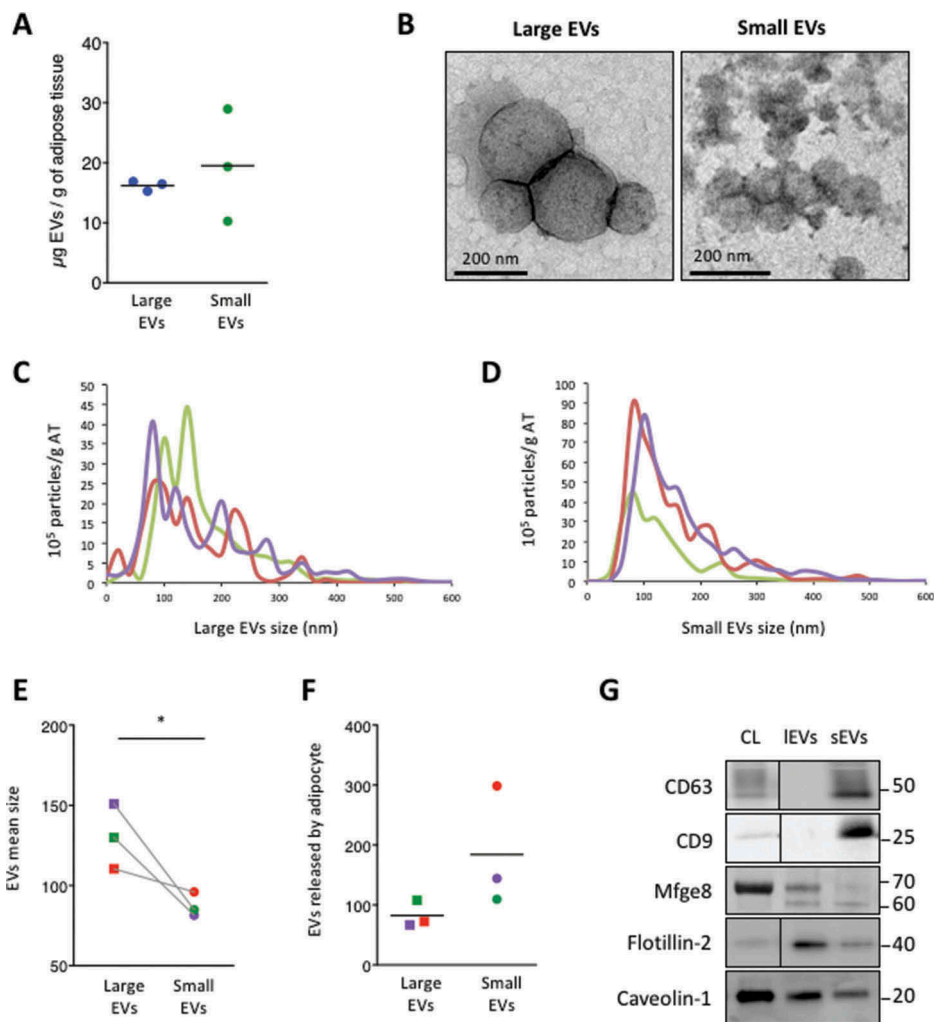 A
40
30
20
10
0
µg EVs / g of adipose tissue
Large
EVs
Small
EVs
B
Large EVs
Small EVs
200 nm
200 nm
C
50
45
40
35
30
25
20
15
10
5
0
10⁵ particles/g AT
0
100
200
300
400
500
600
Large EVs size (nm)
D
100
90
80
70
60
50
40
30
20
10
0
10⁵ particles/g AT
0
100
200
300
400
500
600
Small EVs size (nm)
E
200
150
100
50
EVs mean size
*
Large
EVs
Small
EVs
F
400
300
200
100
0
EVs released by adipocyte
Large
EVs
Small
EVs
G
CL lEVs sEVs
CD63 -50
CD9 -25
Mfge8 -70
-60
Flotillin-2 -40
Caveolin-1 -20